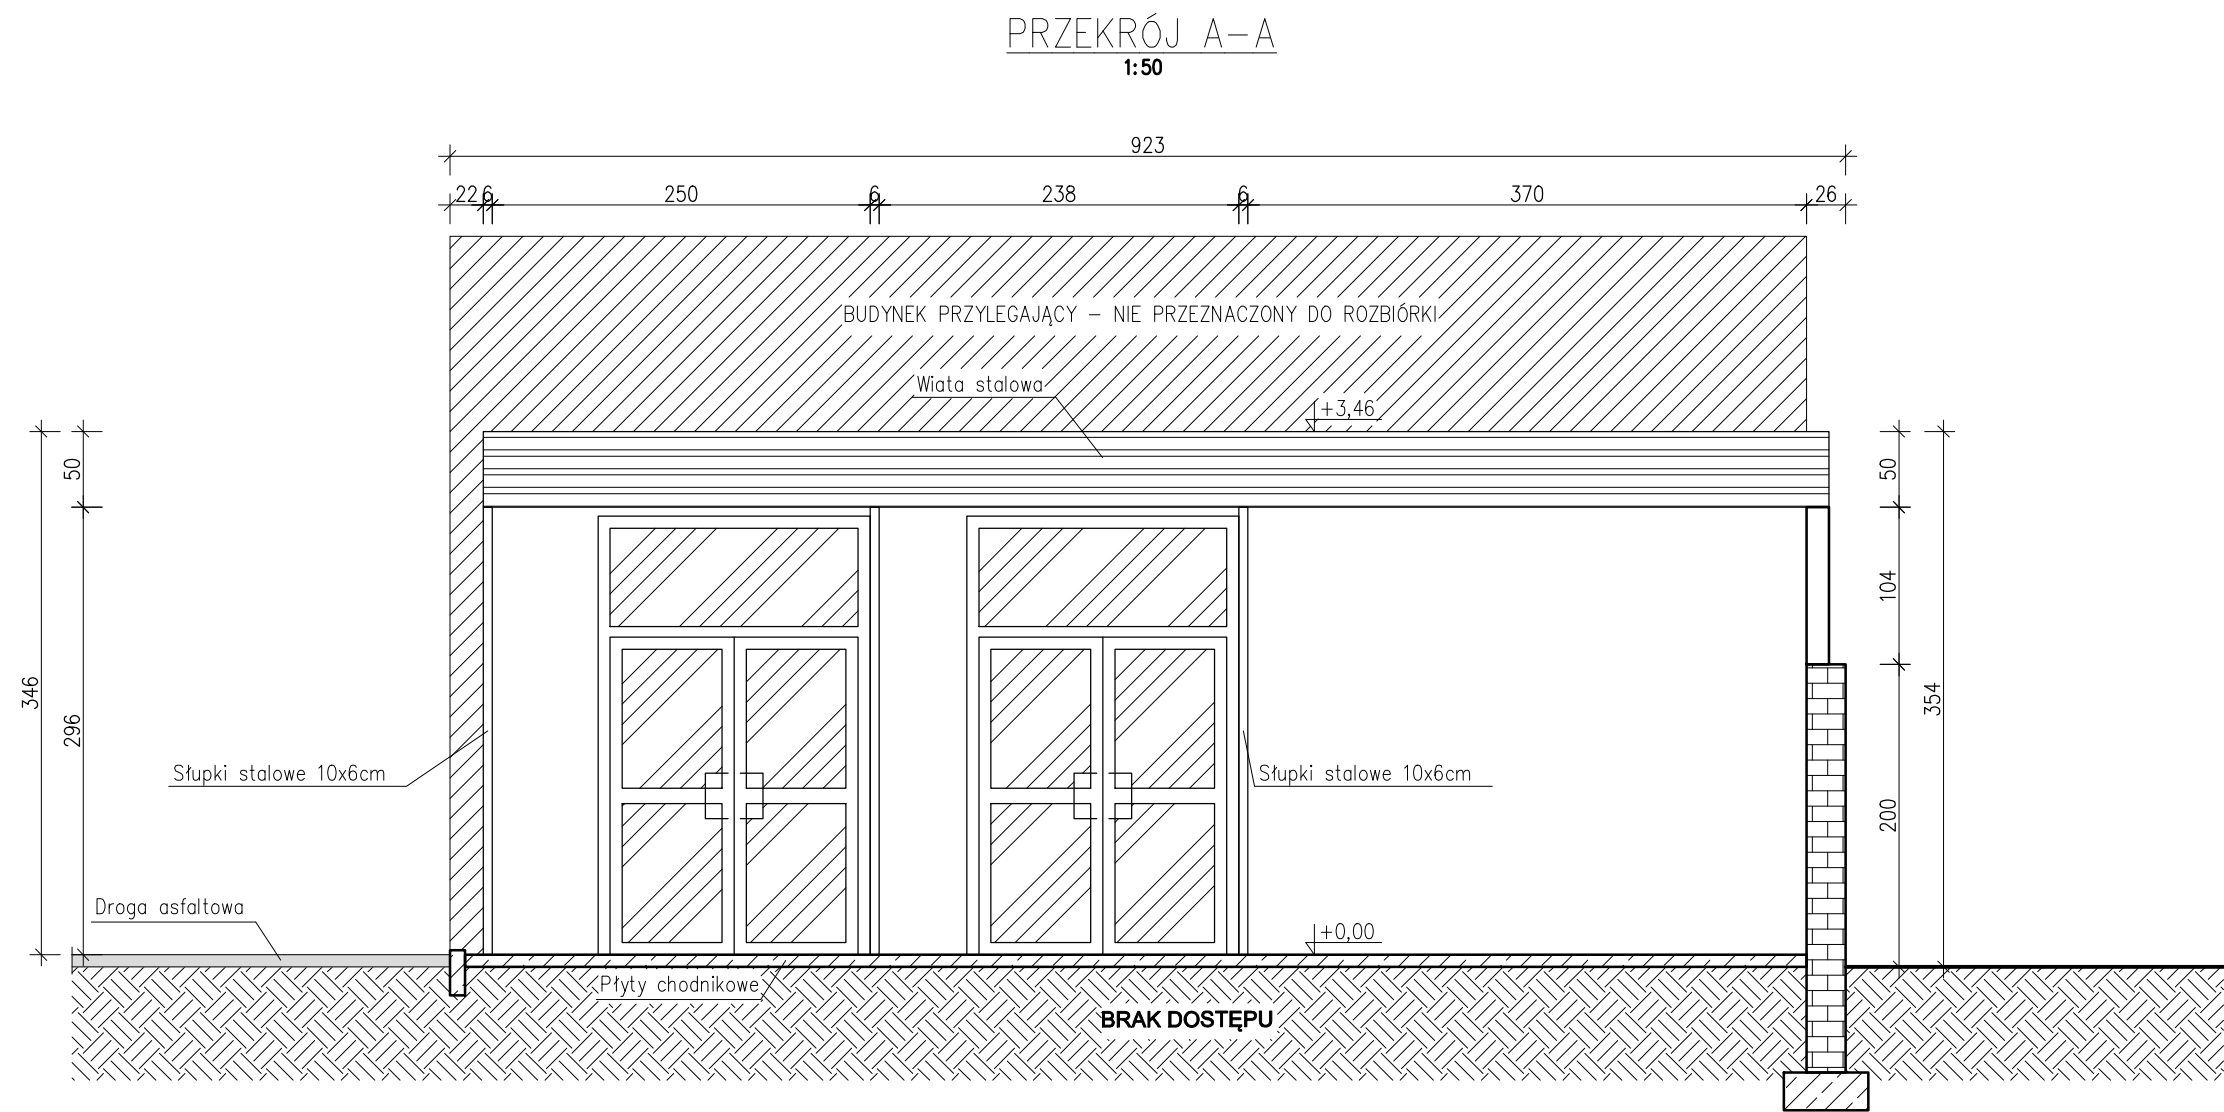 PRZEKRÓJ A-A
1:50
923
22 6 250 6 238 6 370 26
BUDYNEK PRZYLEGAJĄCY - NIE PRZEZNACZONY DO ROZBIÓRKI
Wiata stalowa
+3,46
50
346
296
50
104
200
354
Słupki stalowe 10x6cm
Słupki stalowe 10x6cm
Droga asfaltowa
+0,00
Płyty chodnikowe
BRAK DOSTĘPU